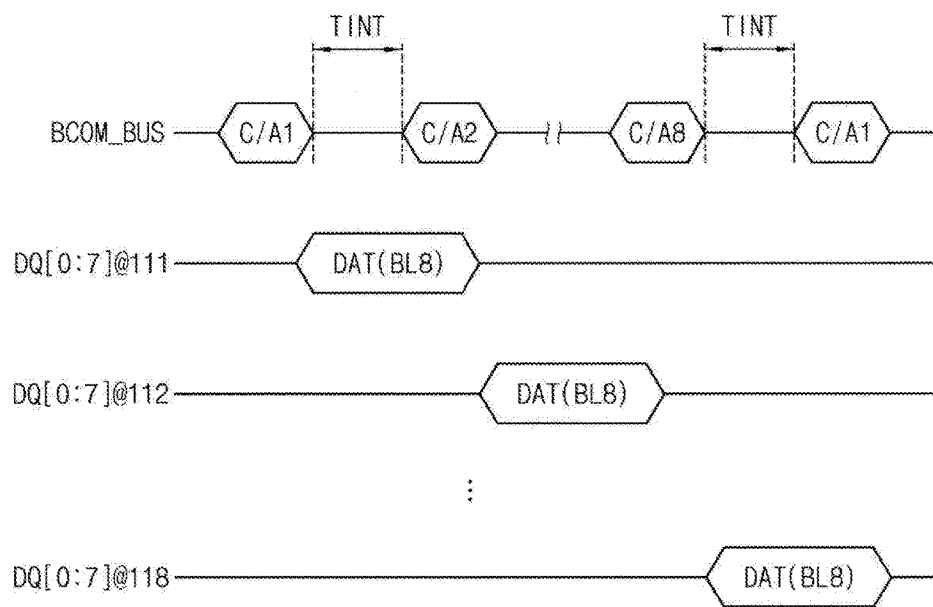 TINT TINT
BCOM_BUS C/A1 C/A2 C/A8 C/A1
DQ[0:7]@111 DAT(BL8)
DQ[0:7]@112 DAT(BL8)
DQ[0:7]@118 DAT(BL8)